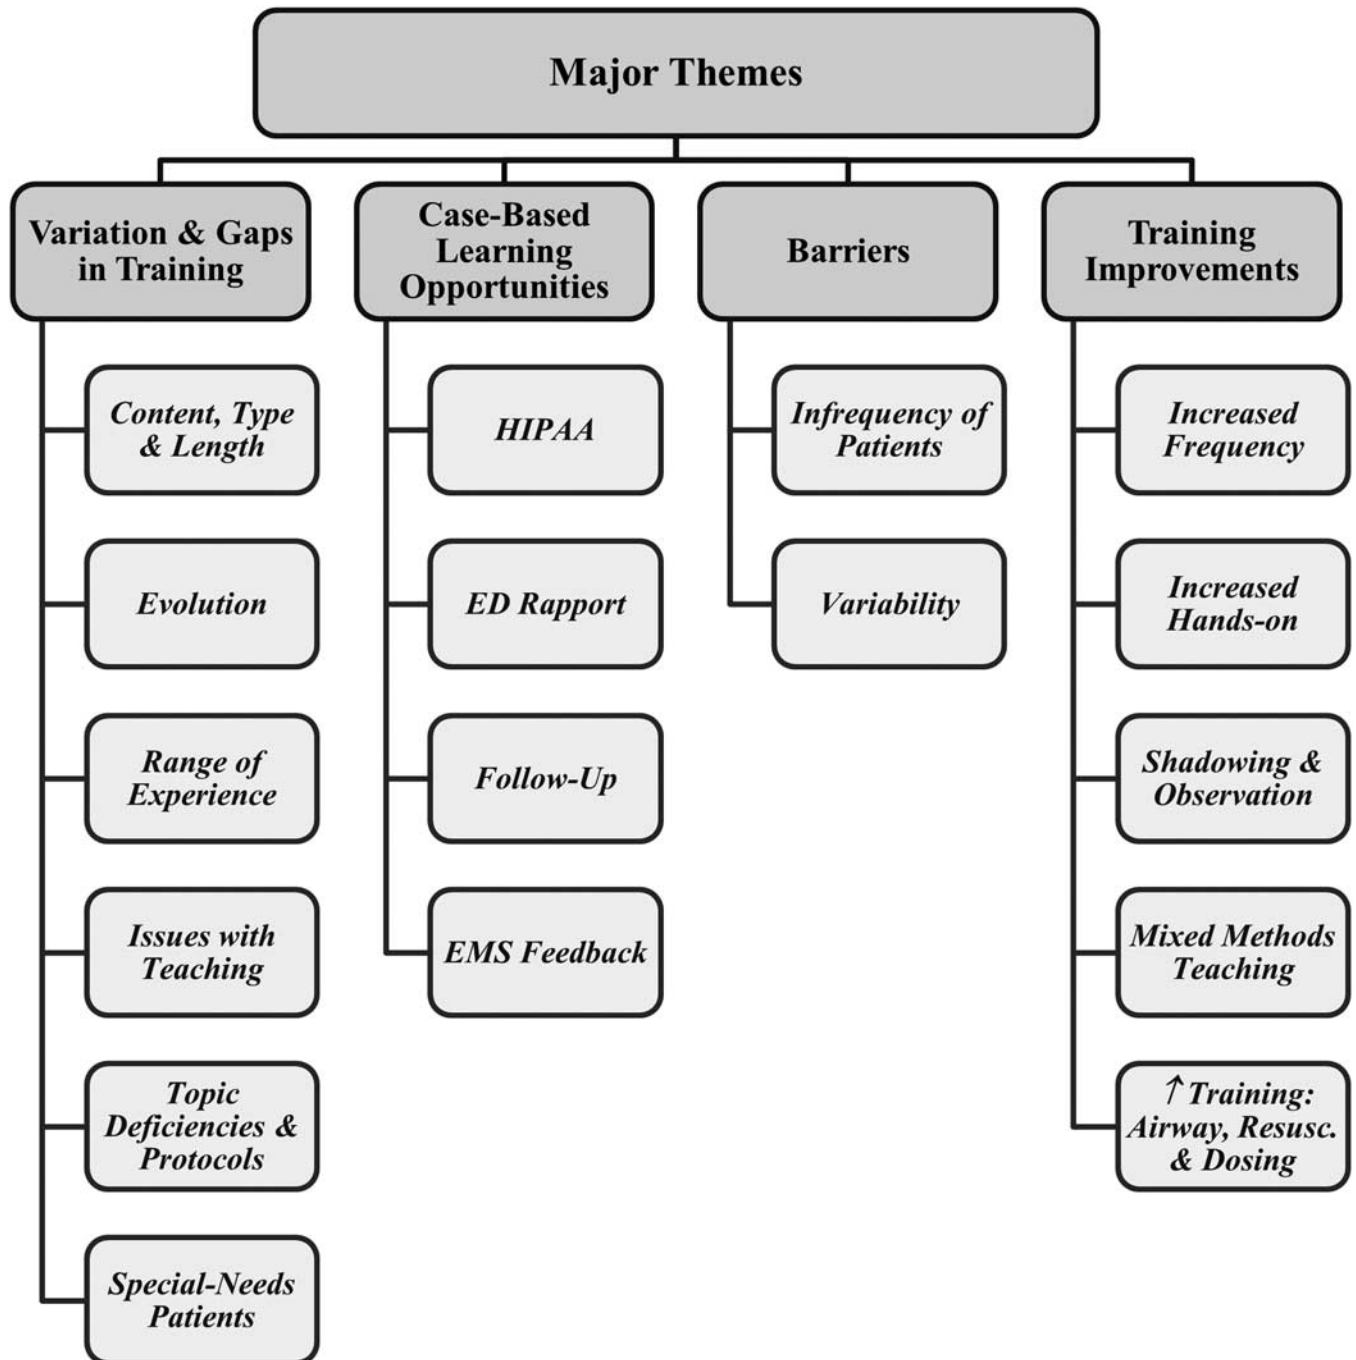 Major Themes
Variation & Gaps
in Training
Content, Type
& Length
Evolution
Range of
Experience
Issues with
Teaching
Topic
Deficiencies &
Protocols
Special-Needs
Patients
Case-Based
Learning
Opportunities
HIPAA
ED Rapport
Follow-Up
EMS Feedback
Barriers
Infrequency of
Patients
Variability
Training
Improvements
Increased
Frequency
Increased
Hands-on
Shadowing &
Observation
Mixed Methods
Teaching
↑ Training:
Airway, Resusc.
& Dosing